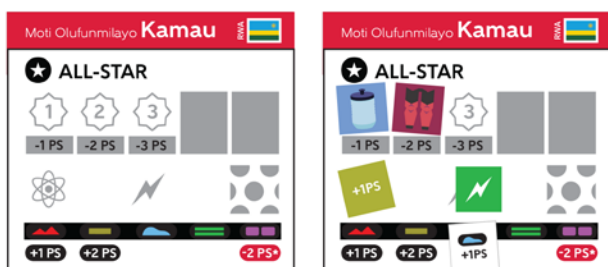 Moti Olufunmilayo Kamau RWA
ALL-STAR
1 2 3
-1 PS -2 PS -3 PS
+1 PS +2 PS -2 PS*
Moti Olufunmilayo Kamau RWA
ALL-STAR
3
-1 PS -2 PS -3 PS
+1PS
+1 PS +2 PS +1PS -2 PS*